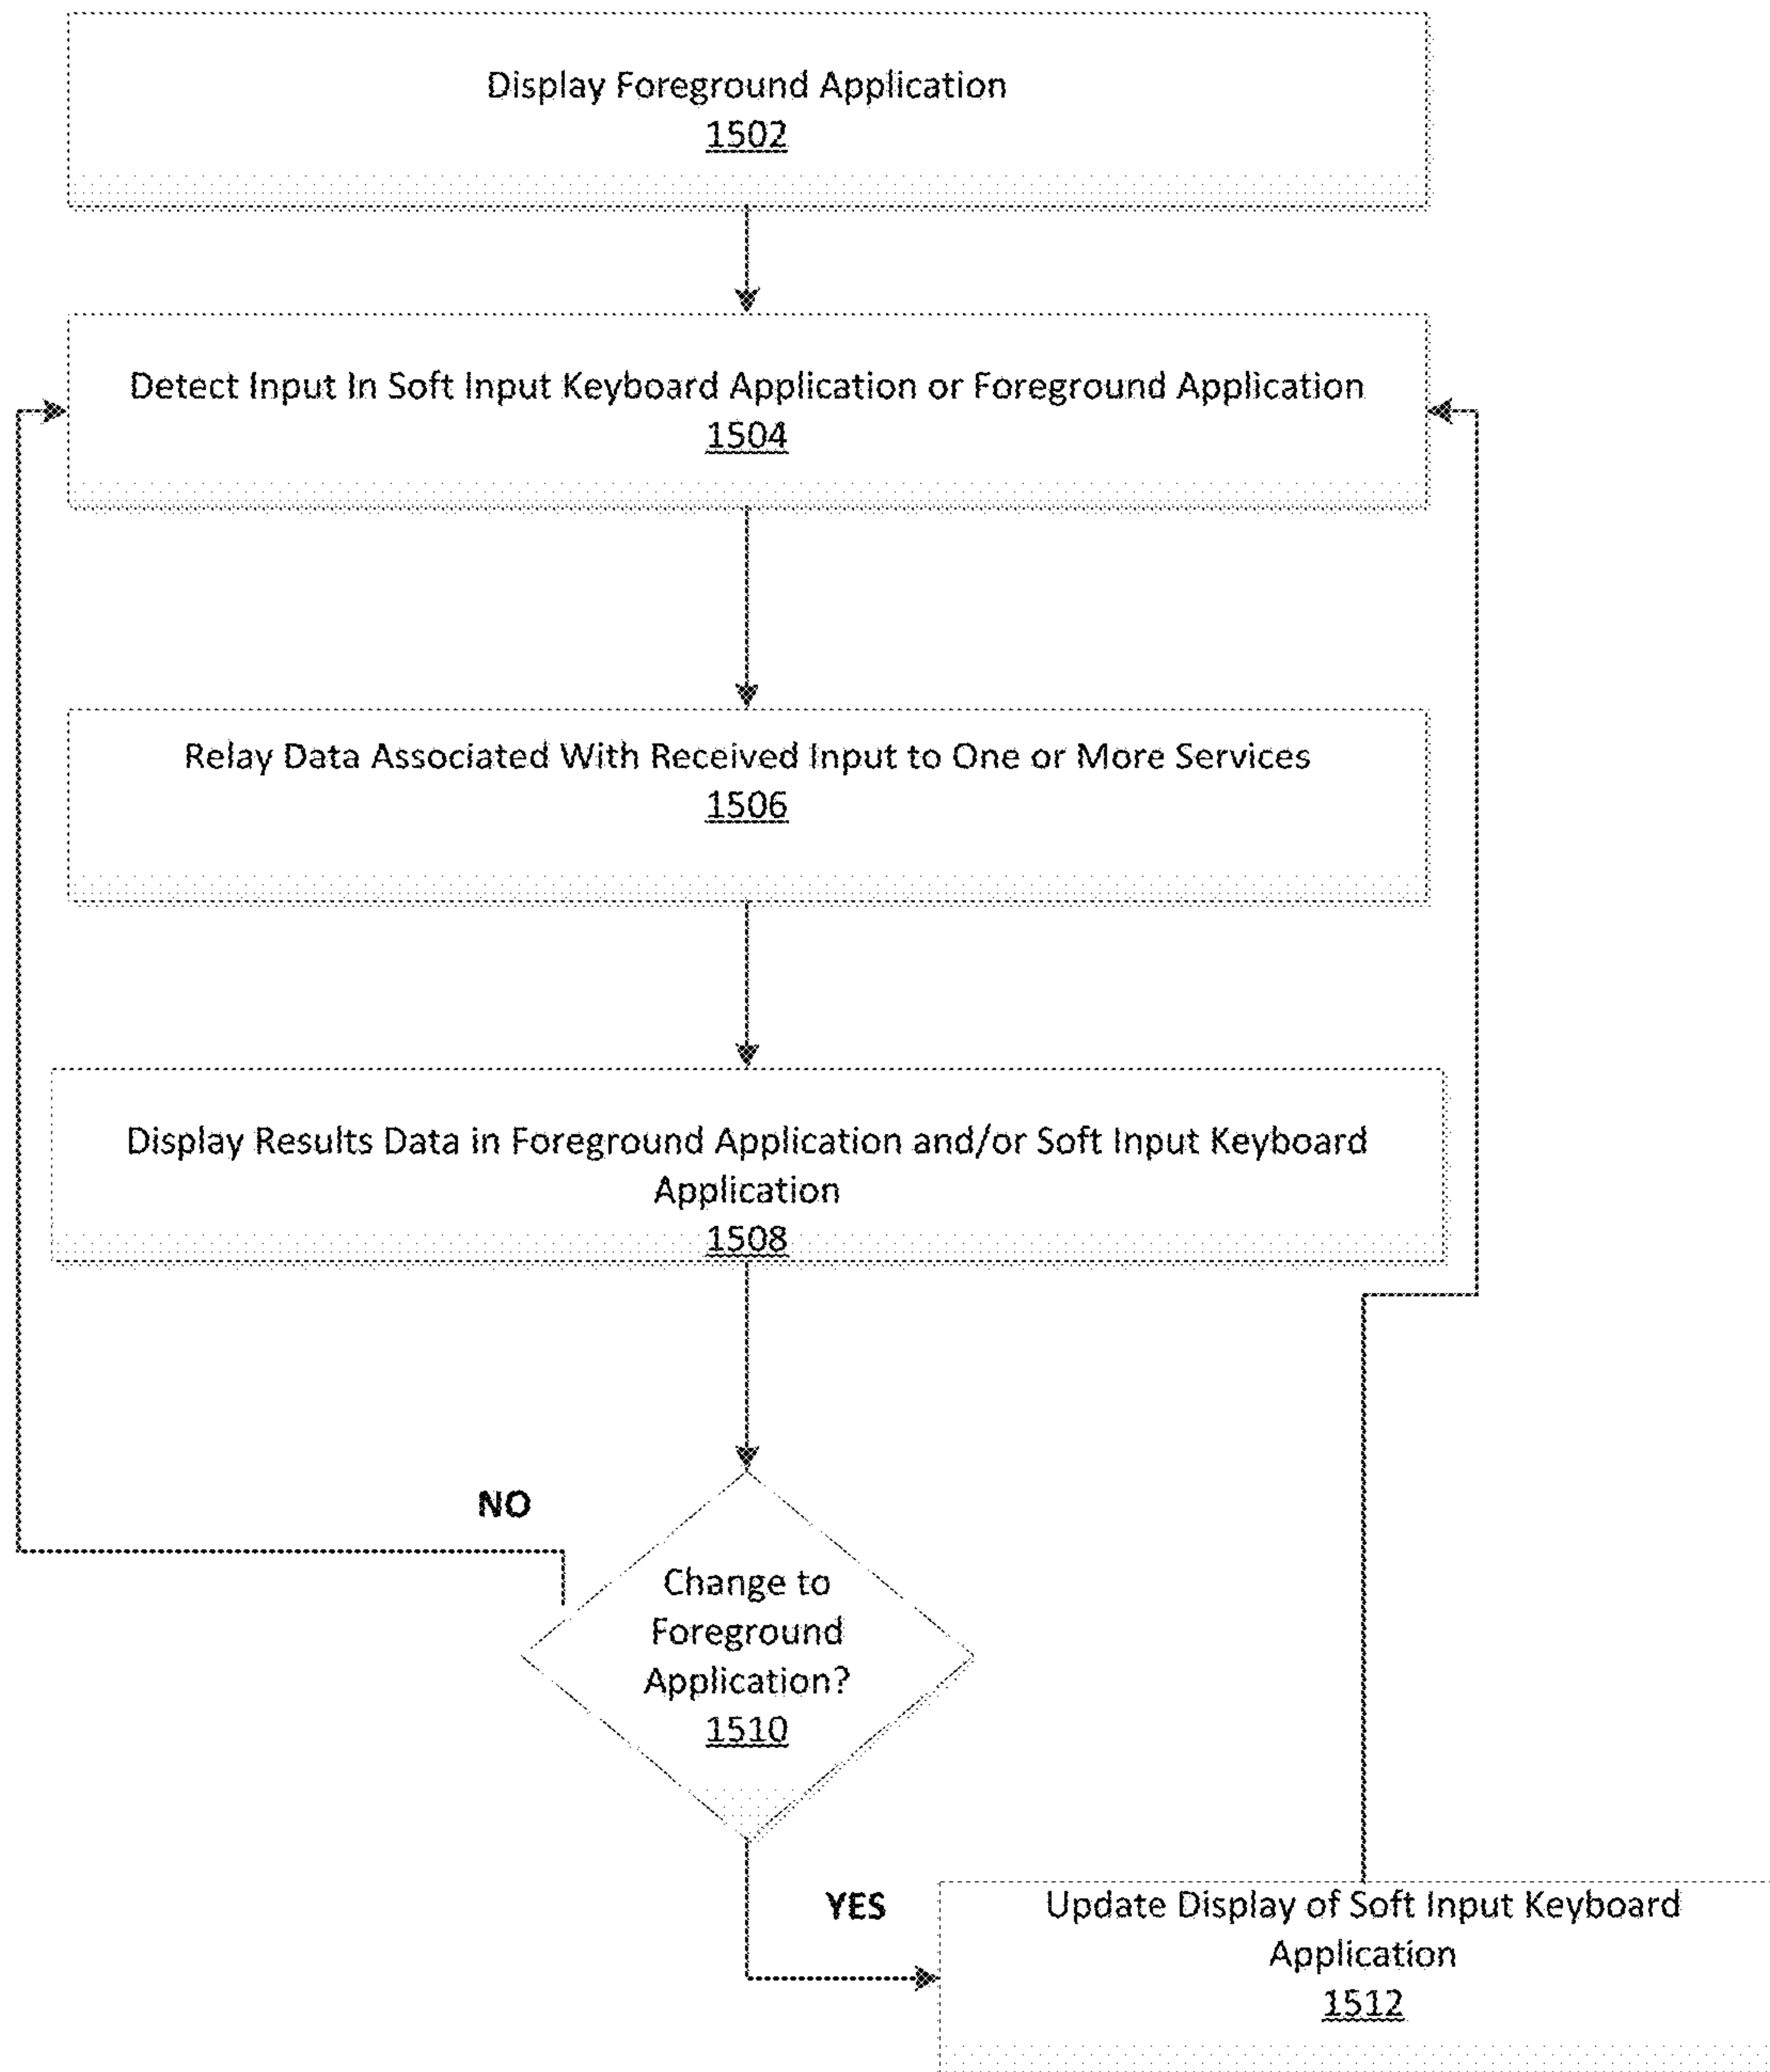 Display Foreground Application
1502
Detect Input In Soft Input Keyboard Application or Foreground Application
1504
Relay Data Associated With Received Input to One or More Services
1506
Display Results Data in Foreground Application and/or Soft Input Keyboard
Application
1508
NO
Change to
Foreground
Application?
1510
YES
Update Display of Soft Input Keyboard
Application
1512